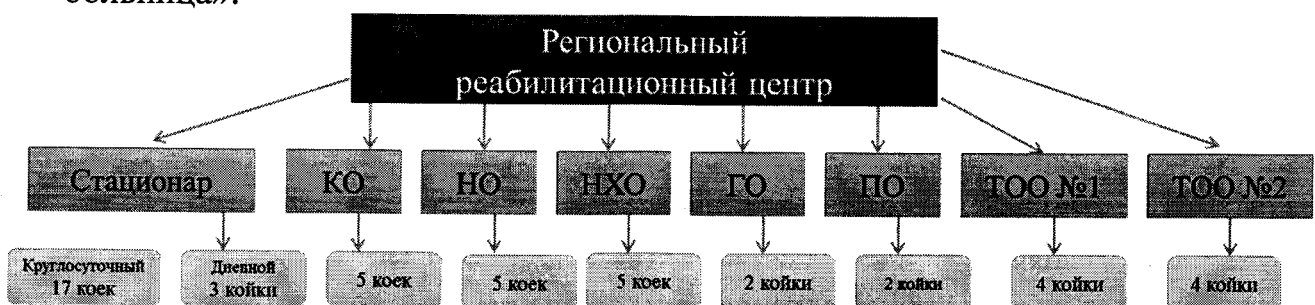 больница».
Региональный
реабилитационный центр
Стационар
КО
НО
НХО
ГО
ПО
ТОО №1
ТОО №2
Круглосуточный
17 коек
Дневной
3 койки
5 коек
5 коек
5 коек
2 койки
2 койки
4 койки
4 койки